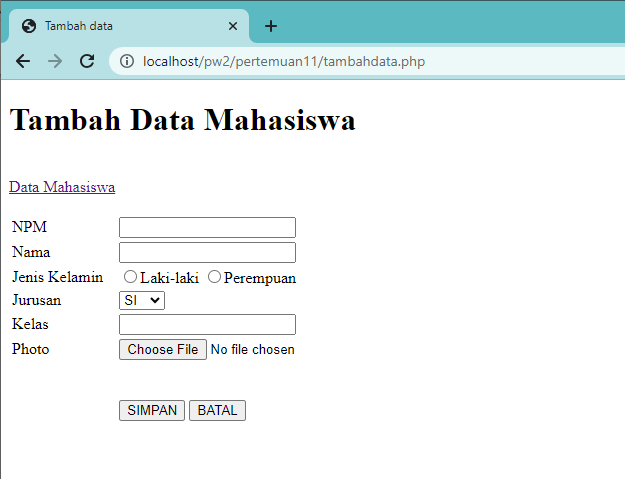 Tambah data
localhost/pw2/pertemuan11/tambahdata.php
Tambah Data Mahasiswa
Data Mahasiswa
NPM
Nama
Jenis Kelamin Laki-laki Perempuan
Jurusan SI
Kelas
Photo Choose File No file chosen
SIMPAN BATAL